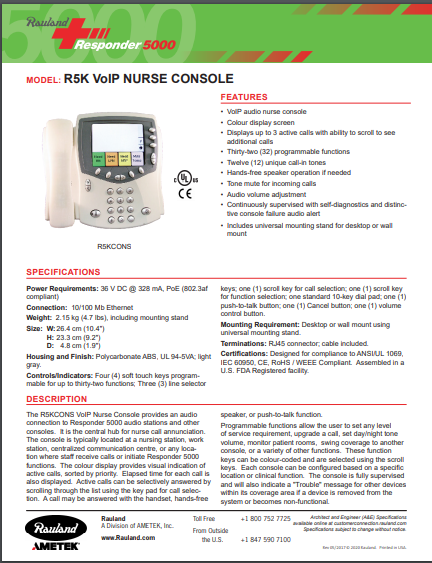 5000
Rauland
Responder 5000
MODEL: R5K VoIP NURSE CONSOLE
FEATURES
• VoIP audio nurse console
• Colour display screen
• Displays up to 3 active calls with ability to scroll to see
additional calls
• Thirty-two (32) programmable functions
• Twelve (12) unique call-in tones
• Hands-free speaker operation if needed
• Tone mute for incoming calls
• Audio volume adjustment
• Continuously supervised with self-diagnostics and distinc-
tive console failure audio alert
• Includes universal mounting stand for desktop or wall
mount
C UL US
CE
R5KCONS
SPECIFICATIONS
Power Requirements: 36 V DC @ 328 mA, PoE (802.3af
compliant)
Connection: 10/100 Mb Ethernet
Weight: 2.15 kg (4.7 lbs), including mounting stand
Size: W: 26.4 cm (10.4")
H: 23.3 cm (9.2")
D: 4.8 cm (1.9")
Housing and Finish: Polycarbonate ABS, UL 94-5VA; light
gray.
Controls/Indicators: Four (4) soft touch keys program-
mable for up to thirty-two functions; Three (3) line selector
keys; one (1) scroll key for call selection; one (1) scroll key
for function selection; one standard 10-key dial pad; one (1)
push-to-talk button; one (1) Cancel button; one (1) volume
control button.
Mounting Requirement: Desktop or wall mount using
universal mounting stand.
Terminations: RJ45 connector; cable included.
Certifications: Designed for compliance to ANSI/UL 1069,
IEC 60950, CE, RoHS / WEEE Compliant. Assembled in a
U.S. FDA Registered facility.
DESCRIPTION
The R5KCONS VoIP Nurse Console provides an audio
connection to Responder 5000 audio stations and other
consoles. It is the central hub for nurse call annunciation.
The console is typically located at a nursing station, work
station, centralized communication centre, or any loca-
tion where staff receive calls or initiate Responder 5000
functions. The colour display provides visual indication of
active calls, sorted by priority. Elapsed time for each call is
also displayed. Active calls can be selectively answered by
scrolling through the list using the key pad for call selec-
tion. A call may be answered with the handset, hands-free
speaker, or push-to-talk function.
Programmable functions allow the user to set any level
of service requirement, upgrade a call, set day/night tone
volume, monitor patient rooms, swing coverage to another
console, or a variety of other functions. These function
keys can be colour-coded and are selected using the scroll
keys. Each console can be configured based on a specific
location or clinical function. The console is fully supervised
and will also indicate a "Trouble" message for other devices
within its coverage area if a device is removed from the
system or becomes non-functional.
Rauland
AMETEK
Rauland
A Division of AMETEK, Inc.
www.Rauland.com
Toll Free +1 800 752 7725
From Outside
the U.S. +1 847 590 7100
Architect and Engineer (A&E) Specifications
available online at customerconnection.rauland.com
Specifications subject to change without notice.